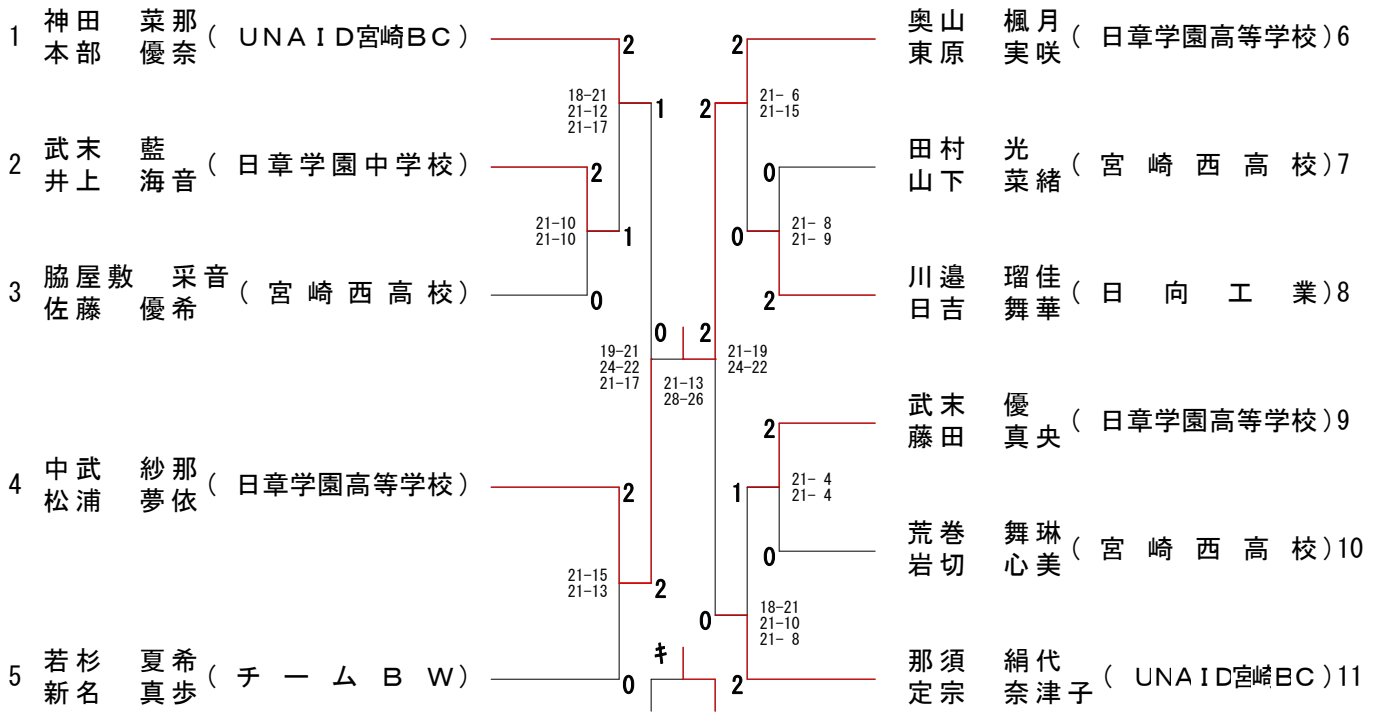 1 神田 菜那 ( UNAID宮崎BC )
本部 優奈
2
18-21
21-12
21-17
1
2 武末 藍 ( 日章学園中学校 )
井上 海音
2
21-10
21-10
1
3 脇屋敷 采音 ( 宮崎西高校 )
佐藤 優希
0
0
19-21
24-22
21-17
21-13
28-26
4 中武 紗那 ( 日章学園高等学校 )
松浦 夢依
2
21-15
21-13
2
5 若杉 夏希 ( チームBW )
新名 真歩
0
キ
奥山 楓月 ( 日章学園高等学校 ) 6
東原 実咲
2
2
21- 6
21-15
田村 光 ( 宮崎西高校 ) 7
山下 菜緒
0
0
21- 8
21- 9
川邉 瑠佳 ( 日向工業 ) 8
日吉 舞華
2
2
21-19
24-22
武末 優 ( 日章学園高等学校 ) 9
藤田 真央
2
1
21- 4
21- 4
荒巻 舞琳 ( 宮崎西高校 ) 10
岩切 心美
0
0
18-21
21-10
21- 8
那須 絹代 ( UNAID宮崎BC ) 11
定宗 奈津子
2